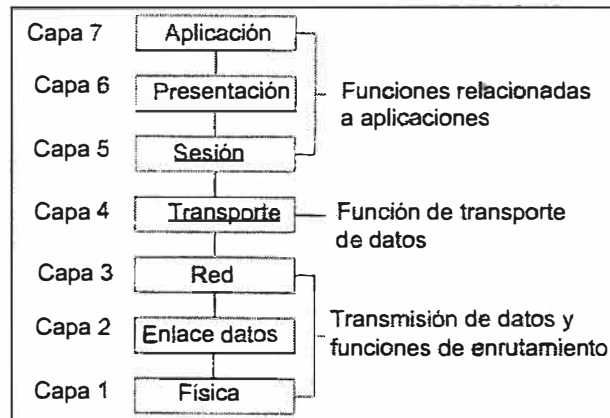 Capa 7 Aplicación
Capa 6 Presentación
Funciones relacionadas
a aplicaciones
Capa 5 Sesión
Capa 4 Transporte
Función de transporte
de datos
Capa 3 Red
Capa 2 Enlace datos
Transmisión de datos y
funciones de enrutamiento
Capa 1 Física